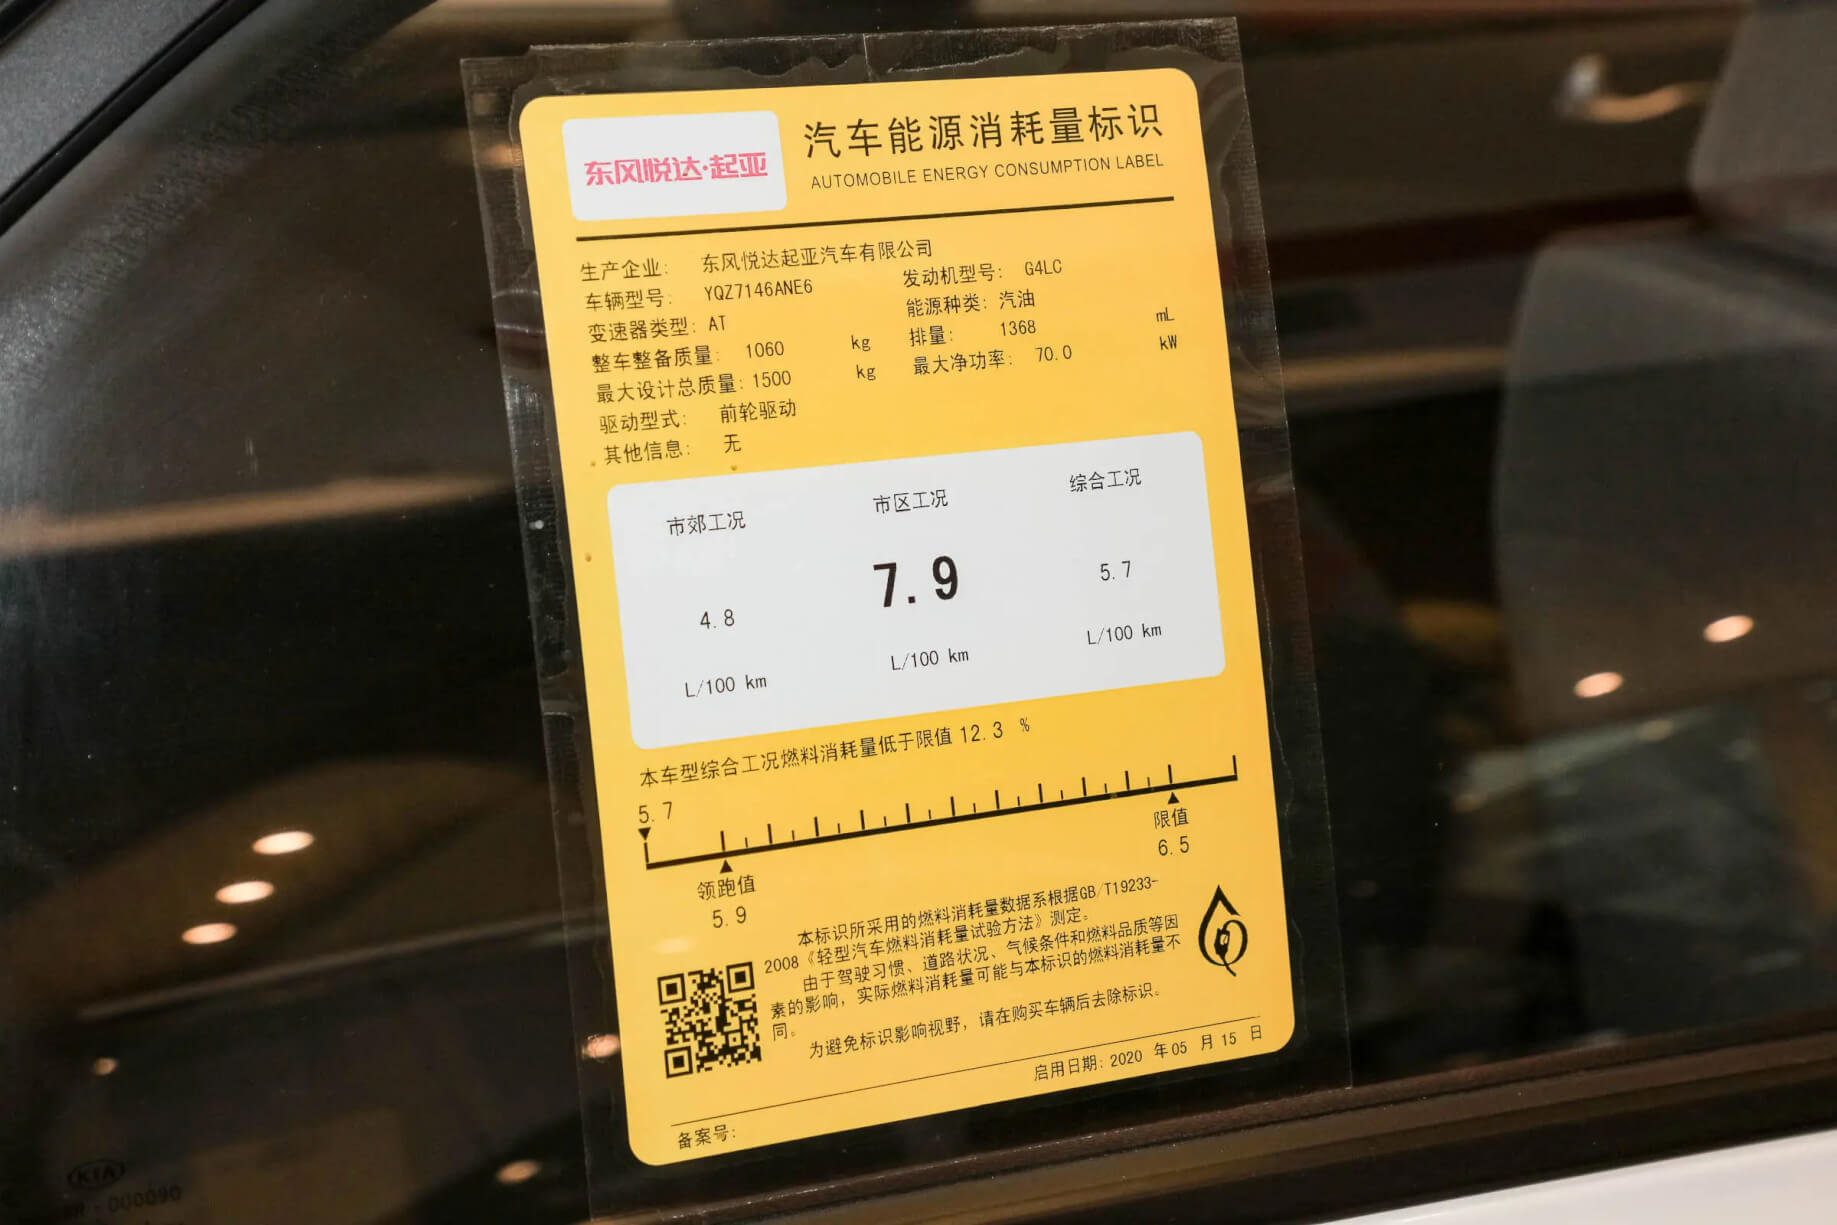 东风悦达·起亚
汽车能源消耗量标识
AUTOMOBILE ENERGY CONSUMPTION LABEL
生产企业： 东风悦达起亚汽车有限公司
车辆型号： YQZ7146ANE6 发动机型号： G4LC
变速器类型： AT 能源种类： 汽油
整车整备质量： 1060 kg 排量： 1368 mL
最大设计总质量： 1500 kg 最大净功率： 70.0 kW
驱动型式： 前轮驱动
其他信息： 无
市郊工况 市区工况 综合工况
4.8 7.9 5.7
L/100 km L/100 km L/100 km
本车型综合工况燃料消耗量低于限值 12.3 %
5.7
领跑值 限值
5.9 6.5
本标识所采用的燃料消耗量数据系根据GB/T19233-
2008《轻型汽车燃料消耗量试验方法》测定。
由于驾驶习惯、道路状况、气候条件和燃料品质等因
素的影响，实际燃料消耗量可能与本标识的燃料消耗量不
同。
为避免标识影响视野，请在购买车辆后去除标识。
启用日期: 2020 年 05 月 15 日
备案号:
KIA
000090